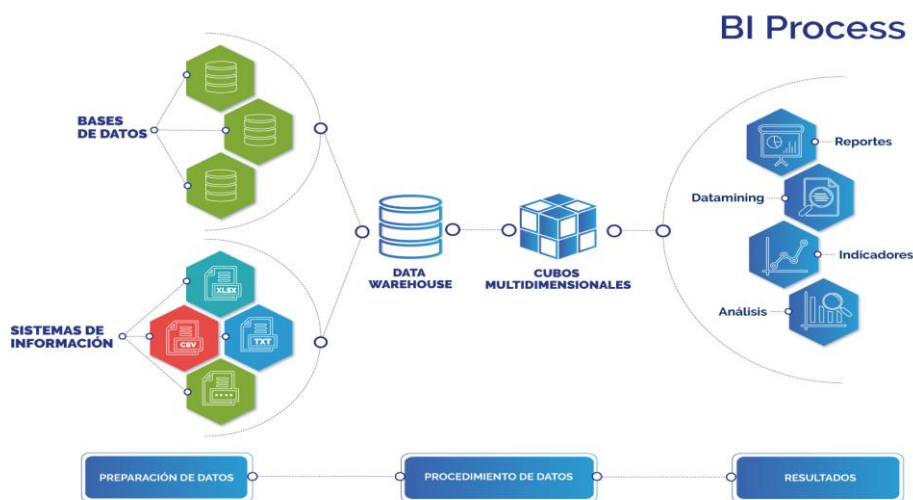 BI Process
BASES
DE DATOS
SISTEMAS DE
INFORMACIÓN
XLSX
CSV
TXT
****
DATA
WAREHOUSE
CUBOS
MULTIDIMENSIONALES
Reportes
Datamining
Indicadores
Análisis
PREPARACIÓN DE DATOS
PROCEDIMIENTO DE DATOS
RESULTADOS